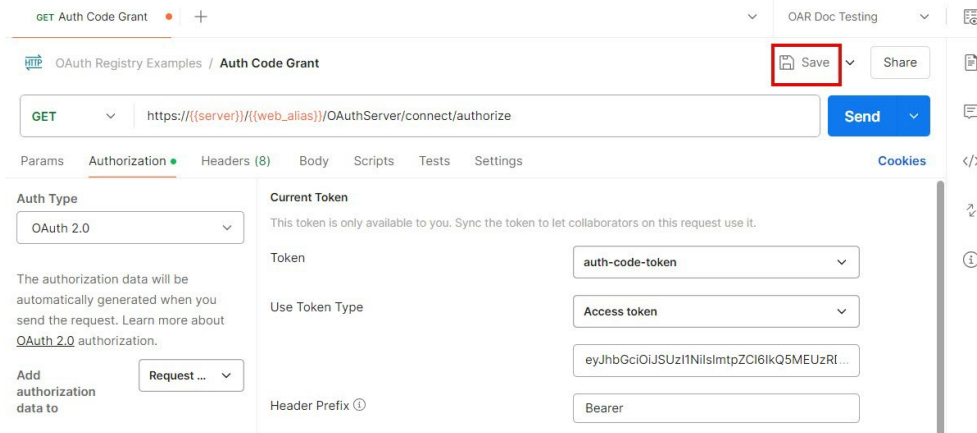 GET Auth Code Grant
OAR Doc Testing
HTTP OAuth Registry Examples / Auth Code Grant
Save
Share
GET https://{{server}}/{{web_alias}}/OAuthServer/connect/authorize
Send
Params Authorization Headers (8) Body Scripts Tests Settings Cookies
Auth Type
OAuth 2.0
The authorization data will be
automatically generated when you
send the request. Learn more about
OAuth 2.0 authorization.
Add
authorization
data to
Request ...
Current Token
This token is only available to you. Sync the token to let collaborators on this request use it.
Token auth-code-token
Use Token Type Access token
eyJhbGciOiJSUzI1NiIsImtpZCI6IkQ5MEUzRE...
Header Prefix Bearer